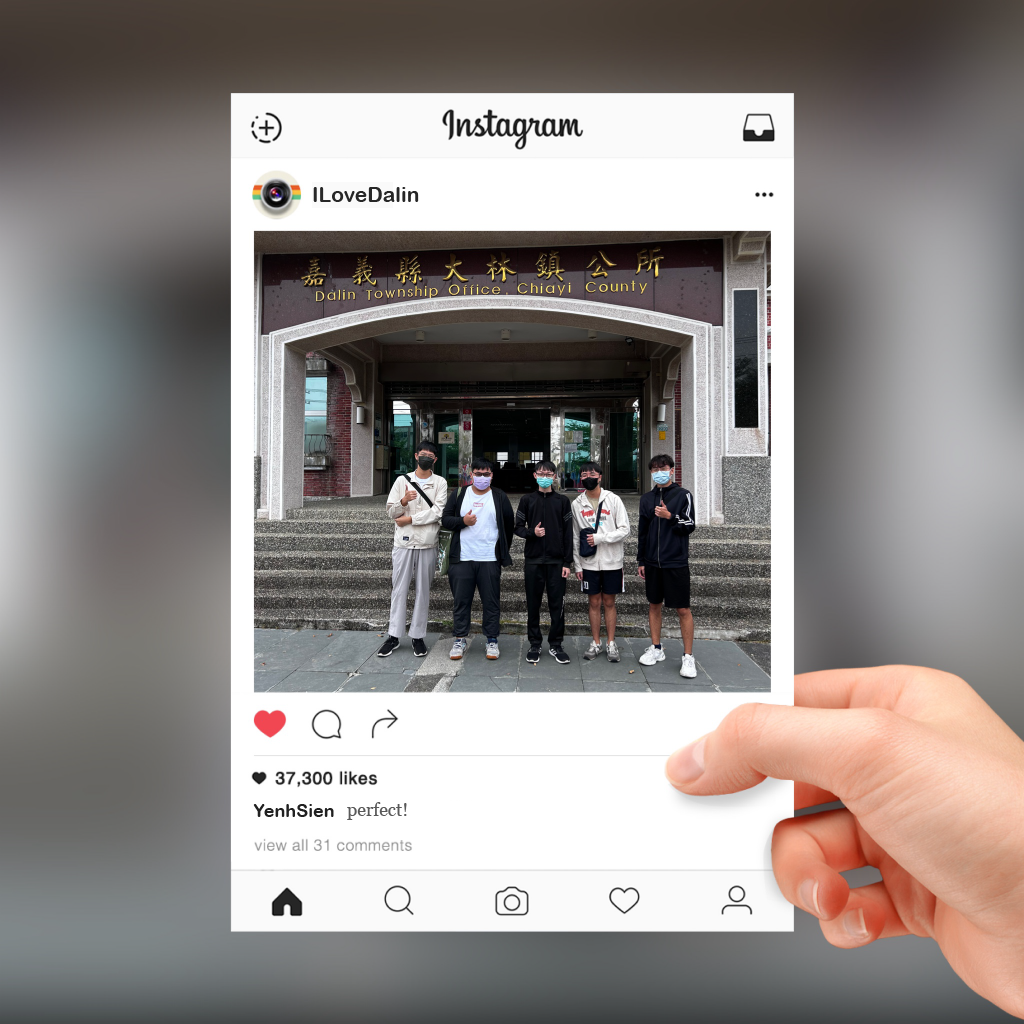 Instagram
ILoveDalin
嘉義縣大林鎮公所
Dalin Township Office, Chiayi County
37,300 likes
YenhSien perfect!
view all 31 comments